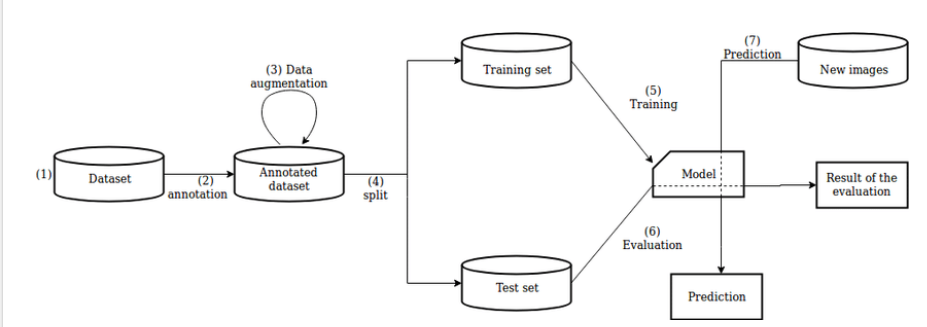 (1)
Dataset
(2)
annotation
(3) Data
augmentation
Annotated
dataset
(4)
split
Training set
Test set
(5)
Training
(6)
Evaluation
Model
(7)
Prediction
New images
Result of the
evaluation
Prediction